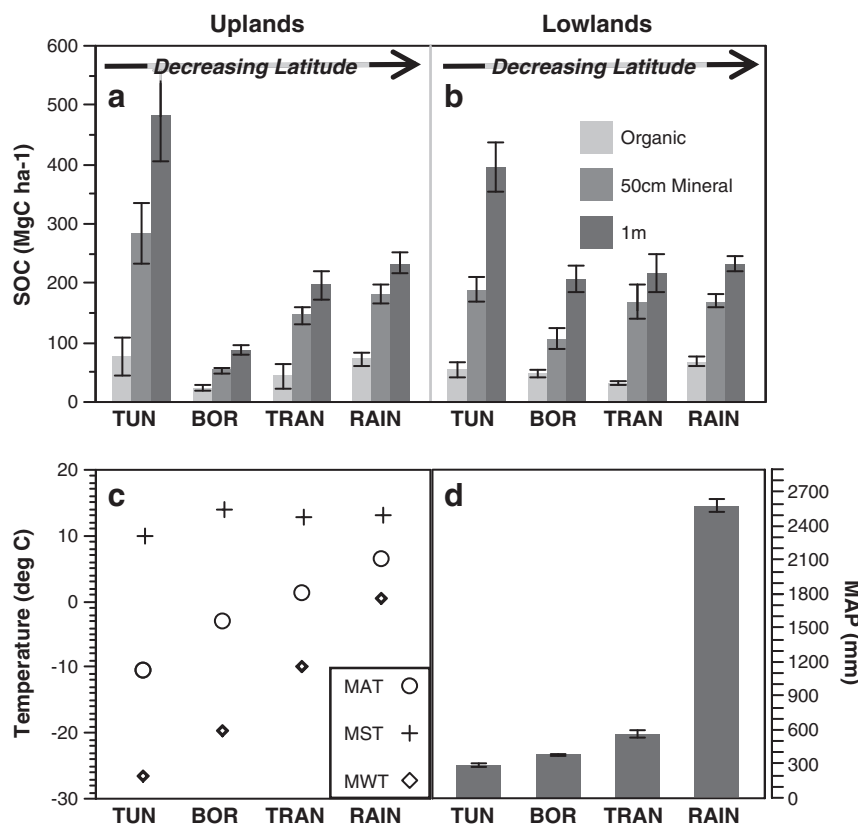 Uplands
Lowlands
600
500
400
300
200
100
0
SOC (MgC ha-1)
Decreasing Latitude
a
TUN BOR TRAN RAIN
Decreasing Latitude
b
Organic
50cm Mineral
1m
TUN BOR TRAN RAIN
20
10
0
-10
-20
-30
Temperature (deg C)
c
MAT
MST
MWT
TUN BOR TRAN RAIN
d
2700
2400
2100
1800
1500
1200
900
600
300
0
MAP
(mm)
TUN BOR TRAN RAIN